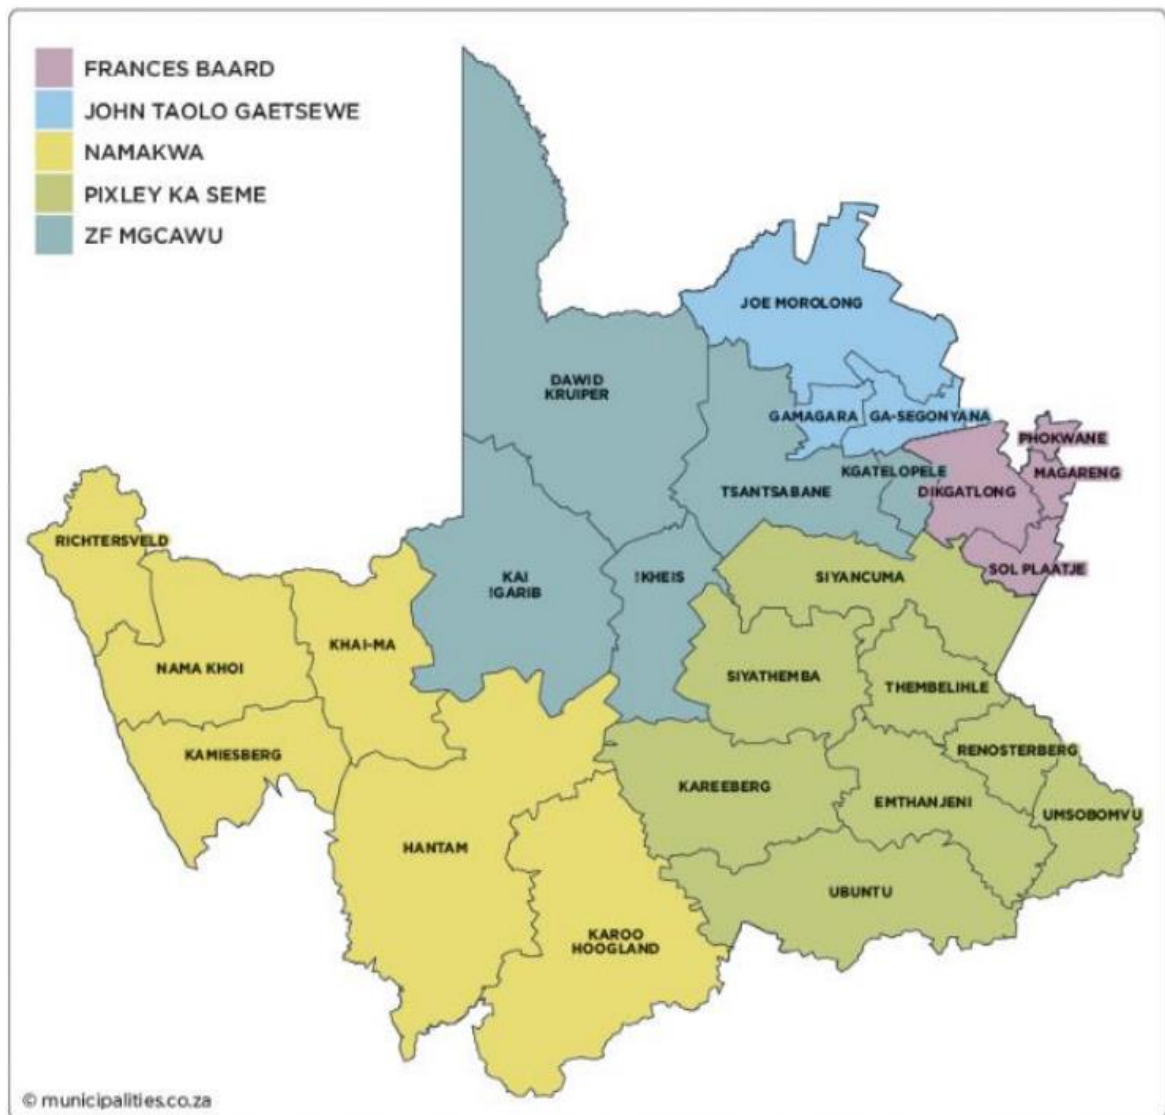 FRANCES BAARD
JOHN TAOLO GAETSEWE
NAMAKWA
PIXLEY KA SEME
ZF MGCAWU
JOE MOROLONG
DAWID
KRUIPER
GAMAGARA
GA-SEGONYANA
PHOKWANE
KGATELOPELE
MAGARENG
TSANTSABANE
DIKGATLONG
RICHTERSVELD
SOL PLAATJE
KAI
!GARIB
!KHEIS
SIYANCUMA
KHAI-MA
NAMA KHOI
SIYATHEMBA
THEMBELIHLE
KAMIESBERG
RENOSTERBERG
KAREEBERG
EMTHANJENI
UMSOBOMVU
HANTAM
UBUNTU
KAROO
HOOGLAND
© municipalities.co.za